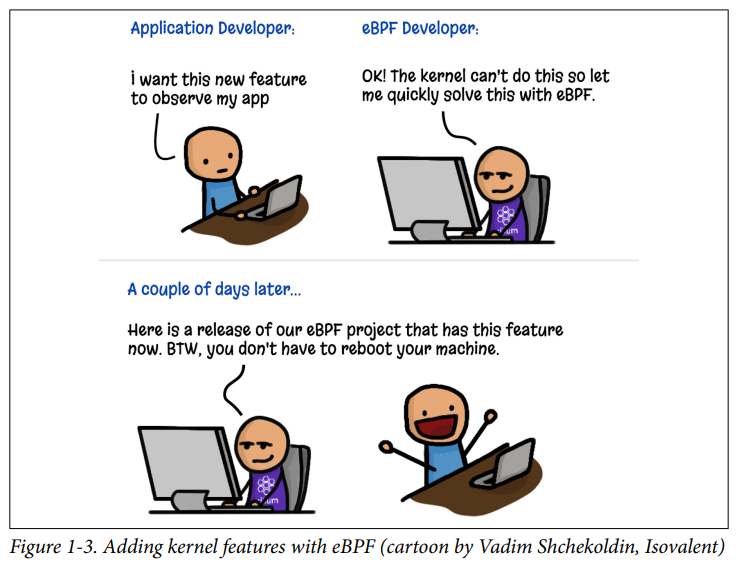 Application Developer:
i want this new feature
to observe my app
eBPF Developer:
OK! The kernel can't do this so let
me quickly solve this with eBPF.
A couple of days later...
Here is a release of our eBPF project that has this feature
now. BTW, you don't have to reboot your machine.
Figure 1-3. Adding kernel features with eBPF (cartoon by Vadim Shchekoldin, Isovalent)